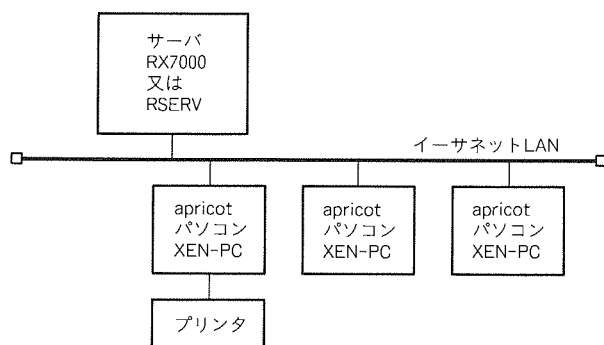 サーバ
RX7000
又は
RSERV
イーサネットLAN
apricot
パソコン
XEN-PC
apricot
パソコン
XEN-PC
apricot
パソコン
XEN-PC
プリンタ